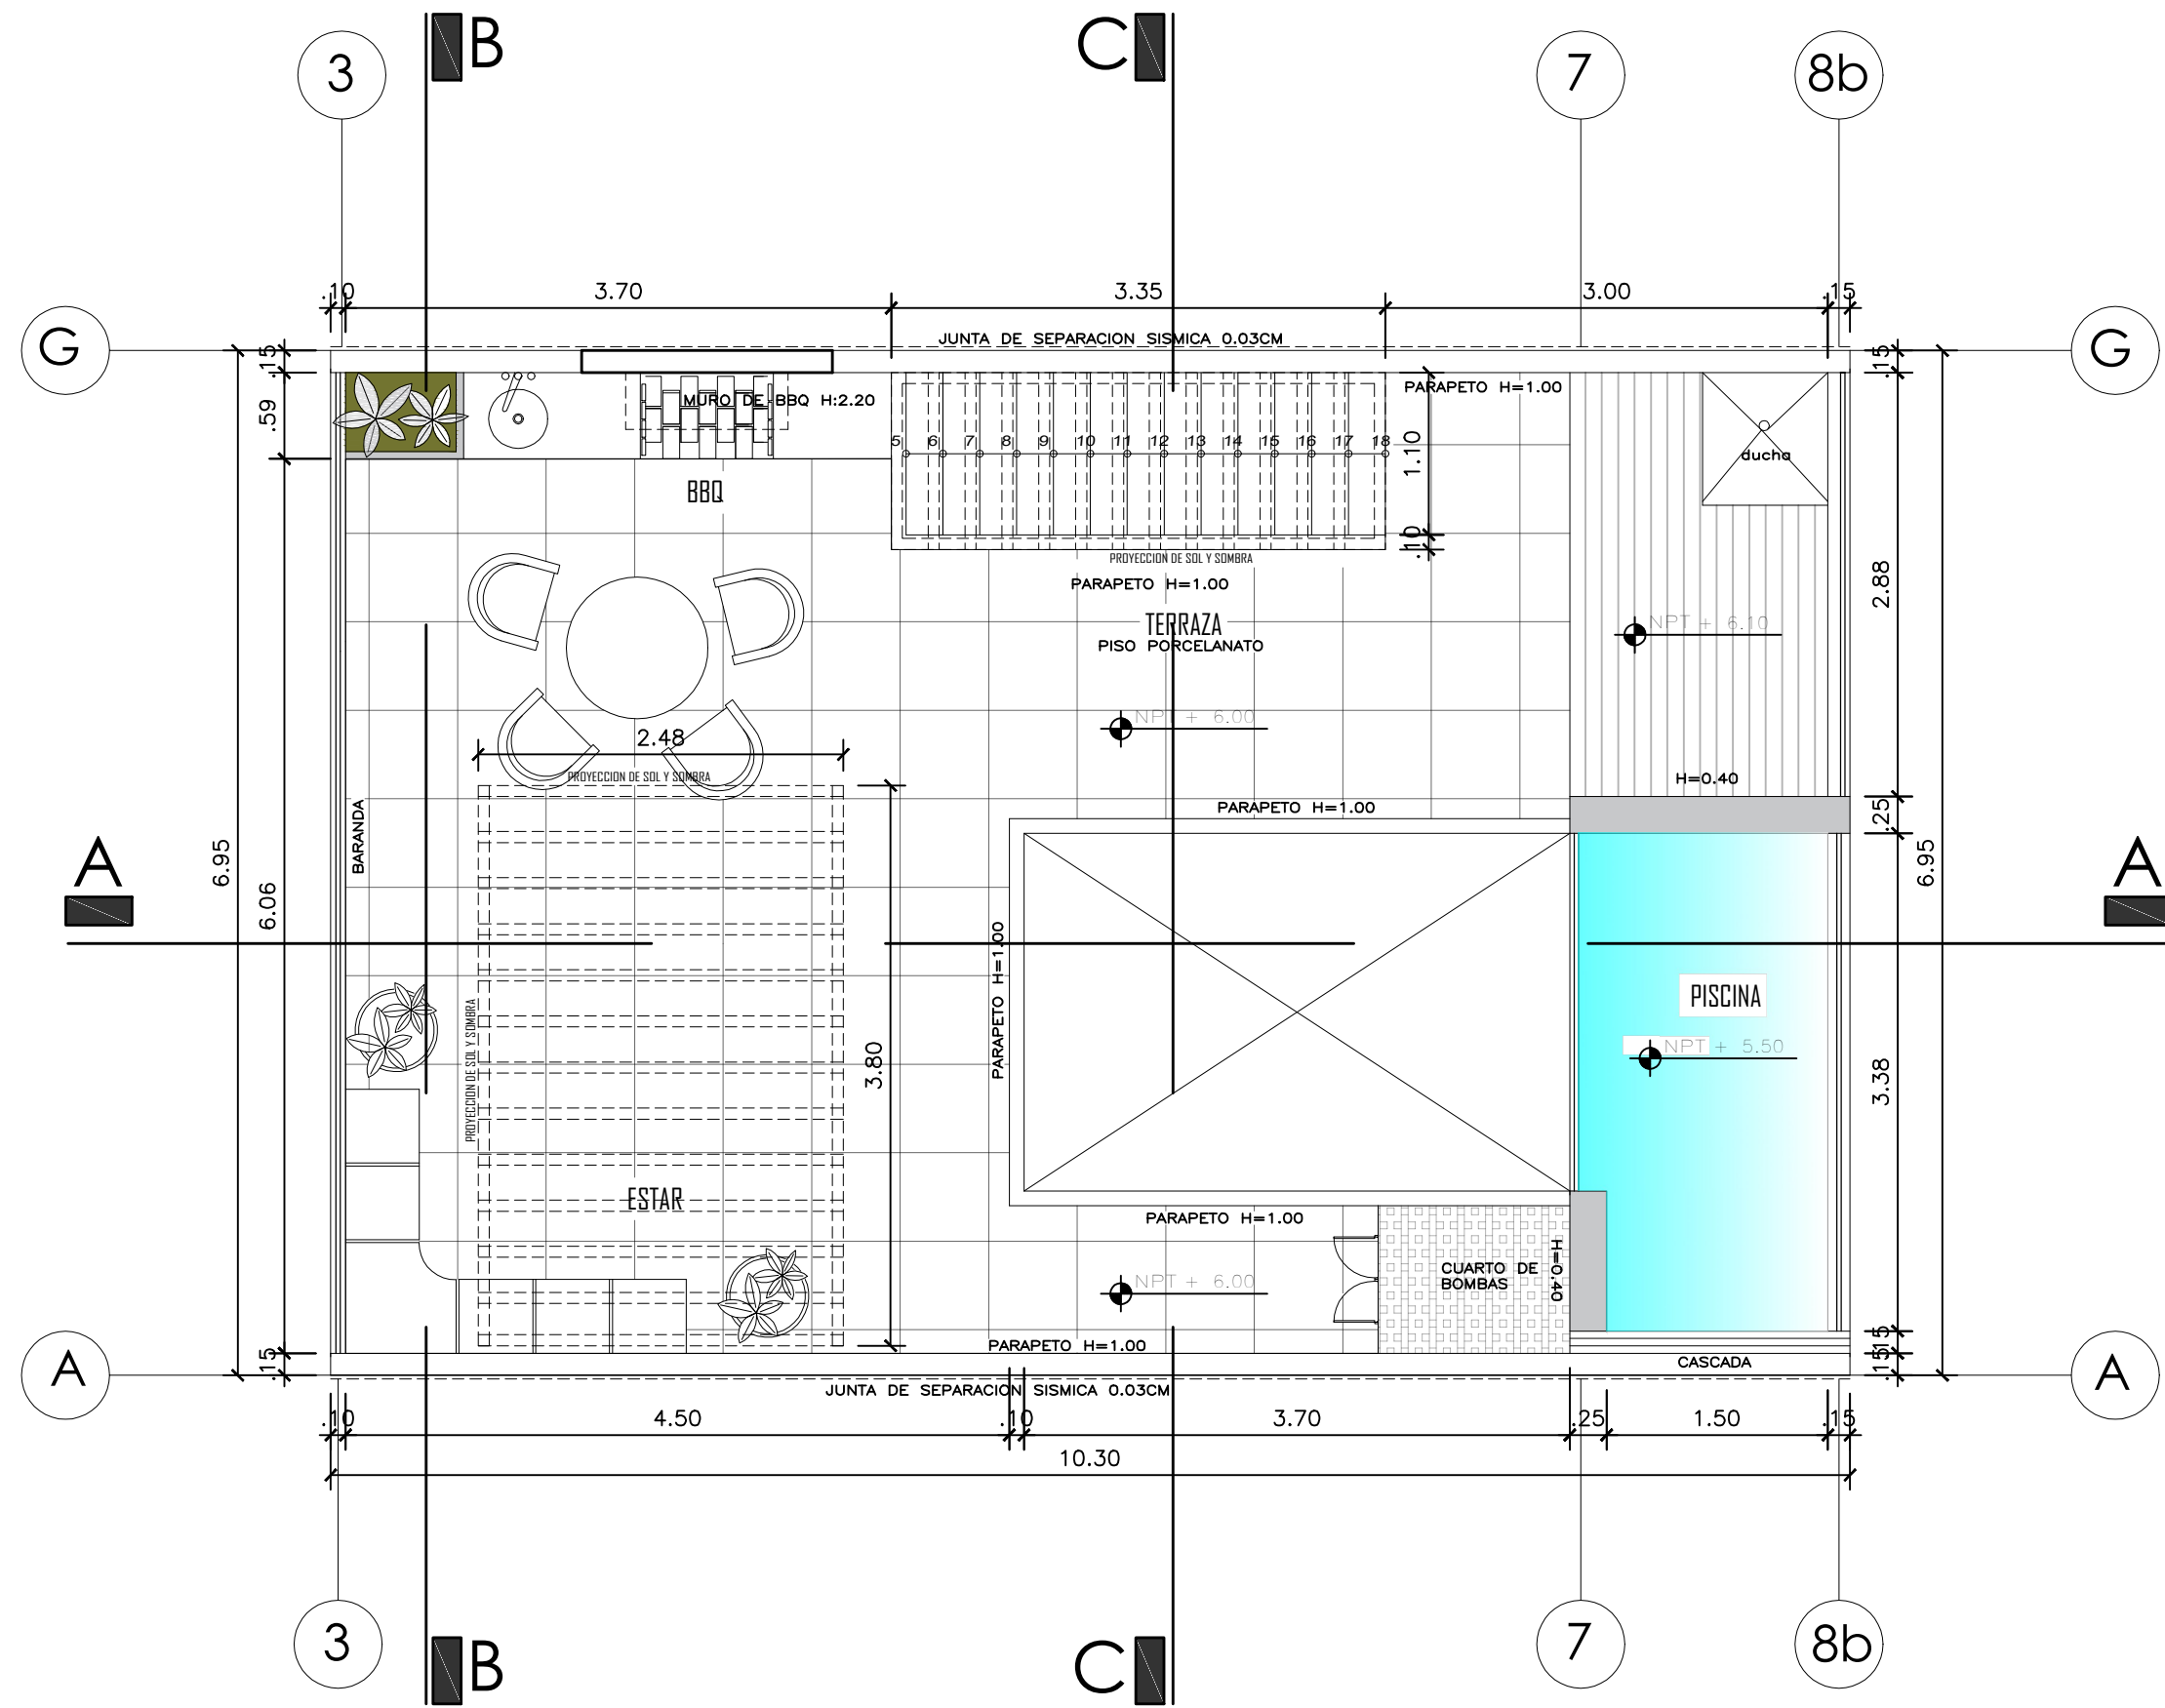 B
C
3
7
8b
.10
3.70
3.35
3.00
.15
JUNTA DE SEPARACION SISMICA 0.03CM
G
G
.15
.15
PARAPETO H=1.00
MURO DE BBQ H:2.20
.59
5 6 7 8 9 10 11 12 13 14 15 16 17 18
1.10
ducha
BBQ
.10
PROYECCION DE SOL Y SOMBRA
PARAPETO H=1.00
2.88
TERRAZA
PISO PORCELANATO
NPT + 6.10
NPT + 6.00
2.48
PROYECCION DE SOL Y SOMBRA
H=0.40
PARAPETO H=1.00
.25
BARANDA
A
A
6.95
6.06
6.95
PARAPETO H=1.00
PISCINA
NPT + 5.50
PROYECCION DE SOL Y SOMBRA
3.80
3.38
ESTAR
PARAPETO H=1.00
CUARTO DE
BOMBAS
H=0.40
NPT + 6.00
PARAPETO H=1.00
.15
.15
CASCADA
.15
A
A
JUNTA DE SEPARACION SISMICA 0.03CM
.10
4.50
.10
3.70
.25
1.50
.15
10.30
3
7
8b
B
C